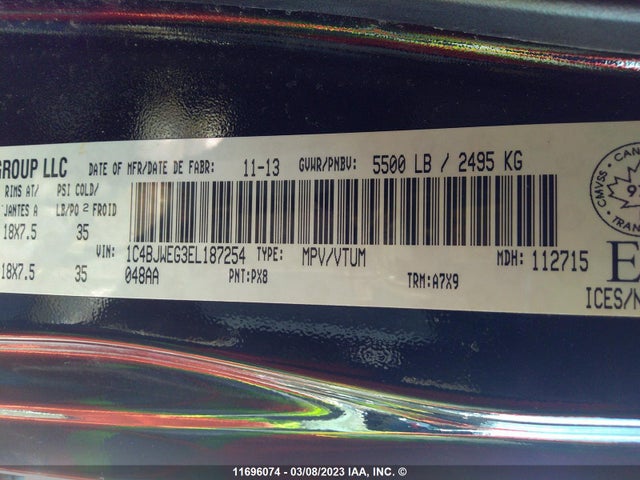 GROUP LLC DATE OF MFR/DATE DE FABR: 11-13 GVWR/PNBV: 5500 LB / 2495 KG
RIMS AT/ PSI COLD/
JANTES A LB/PO 2 FROID
18X7.5 35
VIN: 1C4BJWEG3EL187254 TYPE: MPV/VTUM MDH: 112715
18X7.5 35 048AA PNT:PX8 TRM:A7X9
CMVSS
ICES/N
11696074 - 03/08/2023 IAA, INC. ©